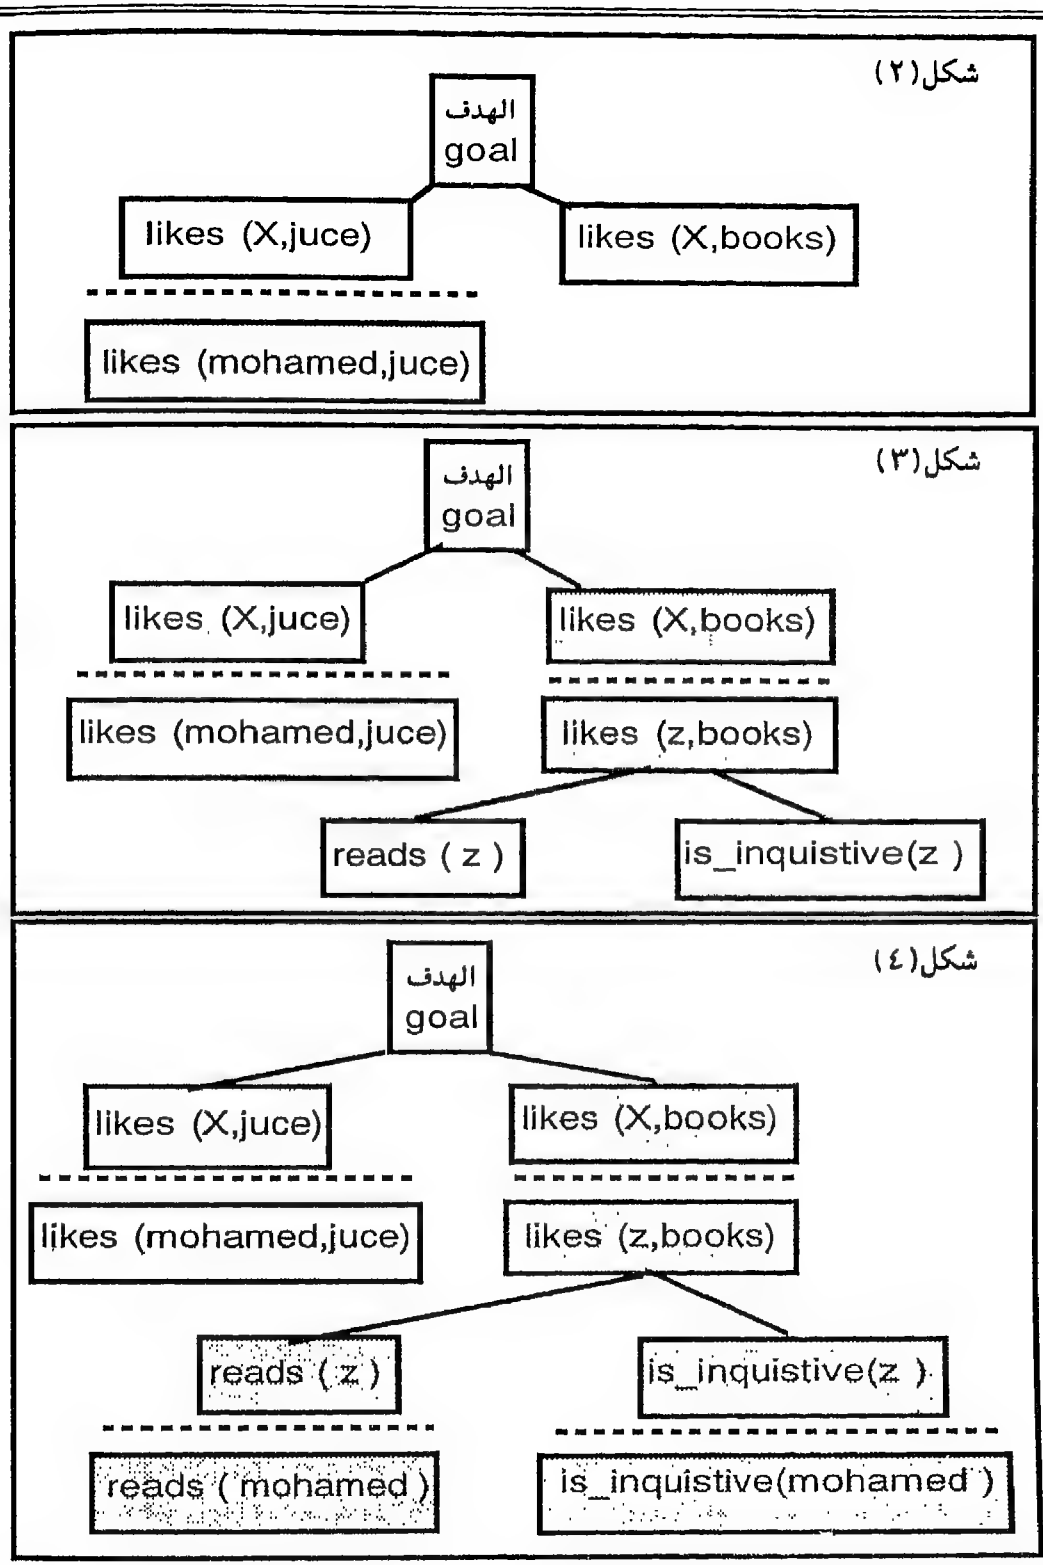 شكل(٢)
الهدف
goal
likes (X,juce)
likes (X,books)
likes (mohamed,juce)
شكل(٣)
الهدف
goal
likes (X,juce)
likes (X,books)
likes (mohamed,juce)
likes (z,books)
reads ( z )
is_inquistive(z )
شكل(٤)
الهدف
goal
likes (X,juce)
likes (X,books)
likes (mohamed,juce)
likes (z,books)
reads ( z )
is_inquistive(z )
reads ( mohamed )
is_inquistive(mohamed )